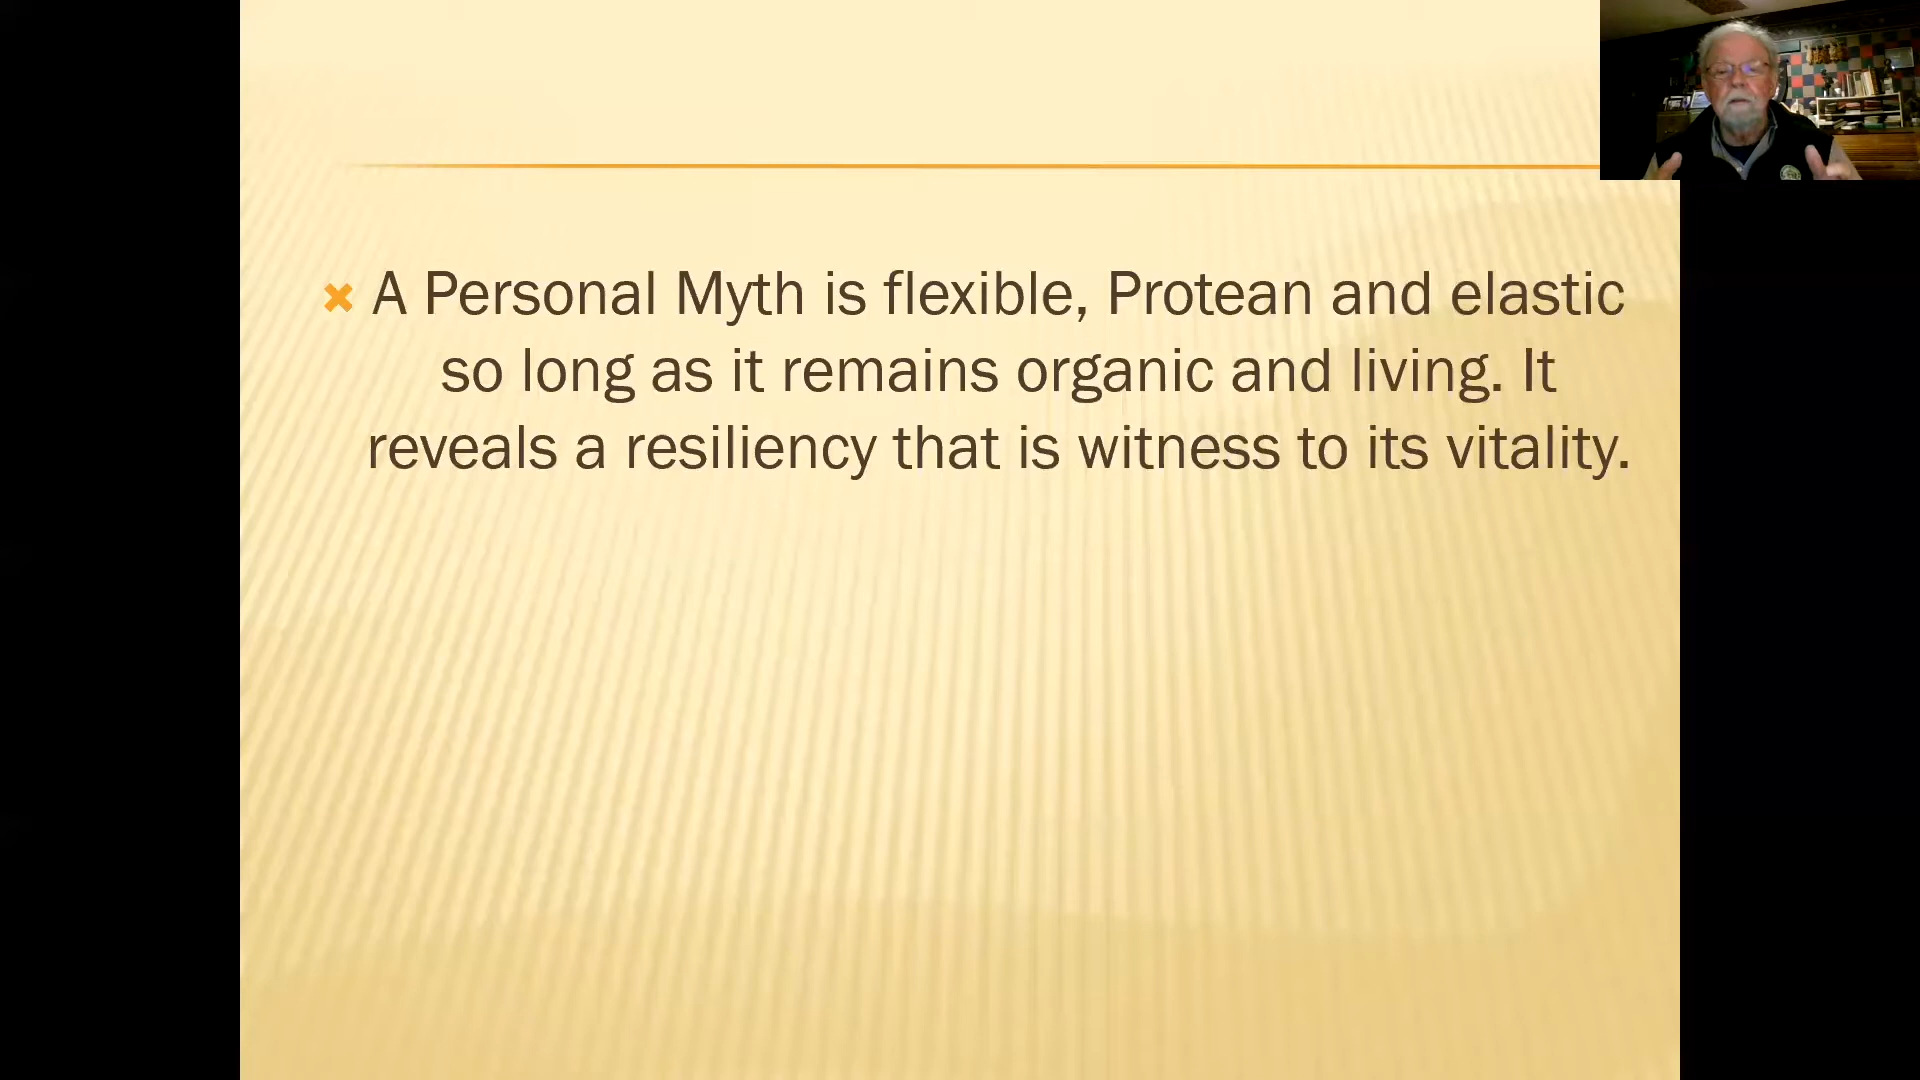 A Personal Myth is flexible, Protean and elastic
so long as it remains organic and living. It
reveals a resiliency that is witness to its vitality.